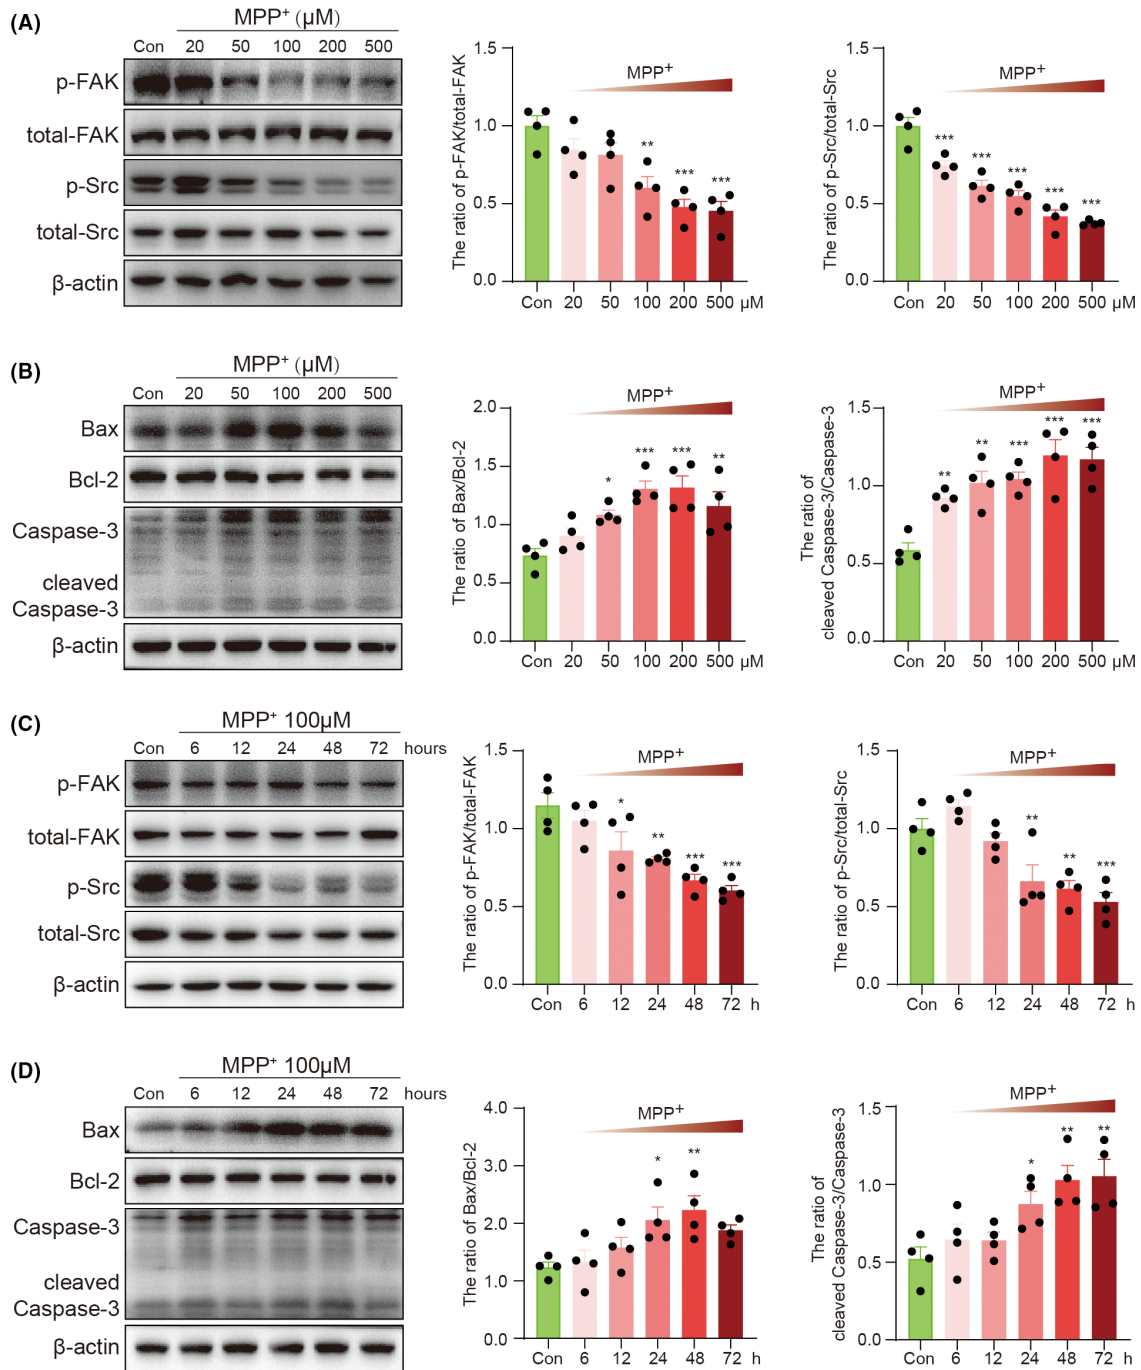 (A)
MPP+ (μM)
Con 20 50 100 200 500
p-FAK
total-FAK
p-Src
total-Src
β-actin
The ratio of p-FAK/total-FAK
1.5
1.0
0.5
0.0
MPP+
** *** ***
Con 20 50 100 200 500 μM
The ratio of p-Src/total-Src
1.5
1.0
0.5
0.0
MPP+
*** *** *** *** ***
Con 20 50 100 200 500 μM
(B)
MPP+ (μM)
Con 20 50 100 200 500
Bax
Bcl-2
Caspase-3
cleaved
Caspase-3
β-actin
The ratio of Bax/Bcl-2
2.0
1.5
1.0
0.5
0.0
MPP+
* *** *** **
Con 20 50 100 200 500 μM
The ratio of
cleaved Caspase-3/Caspase-3
1.5
1.0
0.5
0.0
MPP+
** ** *** *** ***
Con 20 50 100 200 500 μM
(C)
MPP+ 100μM
Con 6 12 24 48 72 hours
p-FAK
total-FAK
p-Src
total-Src
β-actin
The ratio of p-FAK/total-FAK
1.5
1.0
0.5
0.0
MPP+
* ** *** ***
Con 6 12 24 48 72 h
The ratio of p-Src/total-Src
1.5
1.0
0.5
0.0
MPP+
** ** ***
Con 6 12 24 48 72 h
(D)
MPP+ 100μM
Con 6 12 24 48 72 hours
Bax
Bcl-2
Caspase-3
cleaved
Caspase-3
β-actin
The ratio of Bax/Bcl-2
4.0
3.0
2.0
1.0
0.0
MPP+
* **
Con 6 12 24 48 72 h
The ratio of
cleaved Caspase-3/Caspase-3
1.5
1.0
0.5
0.0
MPP+
* ** **
Con 6 12 24 48 72 h